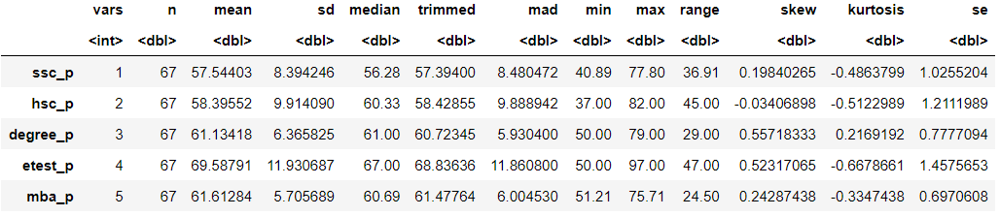 vars n mean sd median trimmed mad min max range skew kurtosis se
<int> <dbl> <dbl> <dbl> <dbl> <dbl> <dbl> <dbl> <dbl> <dbl> <dbl> <dbl> <dbl>
ssc_p 1 67 57.54403 8.394246 56.28 57.39400 8.480472 40.89 77.80 36.91 0.19840265 -0.4863799 1.0255204
hsc_p 2 67 58.39552 9.914090 60.33 58.42855 9.888942 37.00 82.00 45.00 -0.03406898 -0.5122989 1.2111989
degree_p 3 67 61.13418 6.365825 61.00 60.72345 5.930400 50.00 79.00 29.00 0.55718333 0.2169192 0.7777094
etest_p 4 67 69.58791 11.930687 67.00 68.83636 11.860800 50.00 97.00 47.00 0.52317065 -0.6678661 1.4575653
mba_p 5 67 61.61284 5.705689 60.69 61.47764 6.004530 51.21 75.71 24.50 0.24287438 -0.3347438 0.6970608